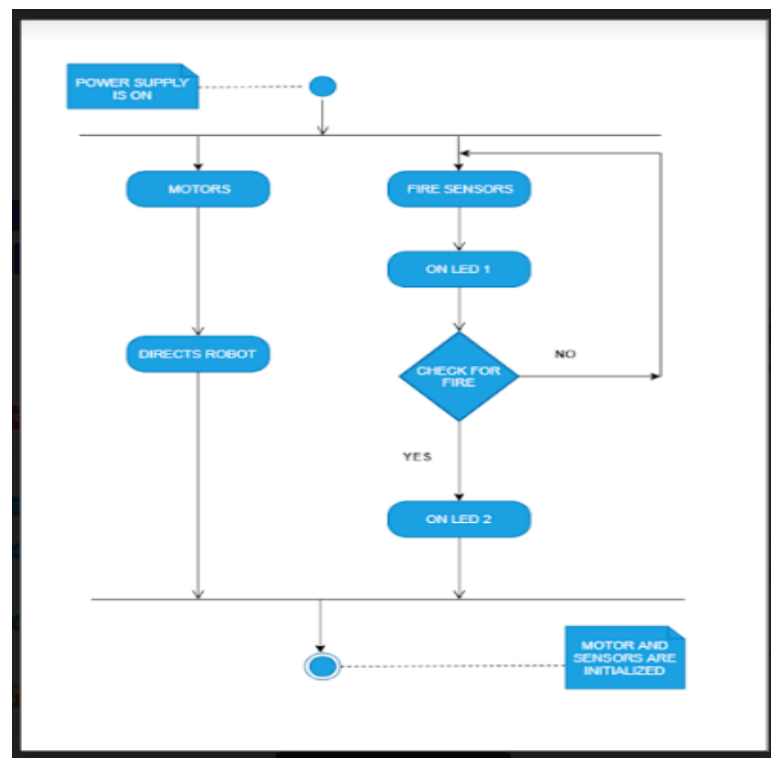 POWER SUPPLY
IS ON
MOTORS
FIRE SENSORS
ON LED 1
DIRECTS ROBOT
CHECK FOR
FIRE
NO
YES
ON LED 2
MOTOR AND
SENSORS ARE
INITIALIZED